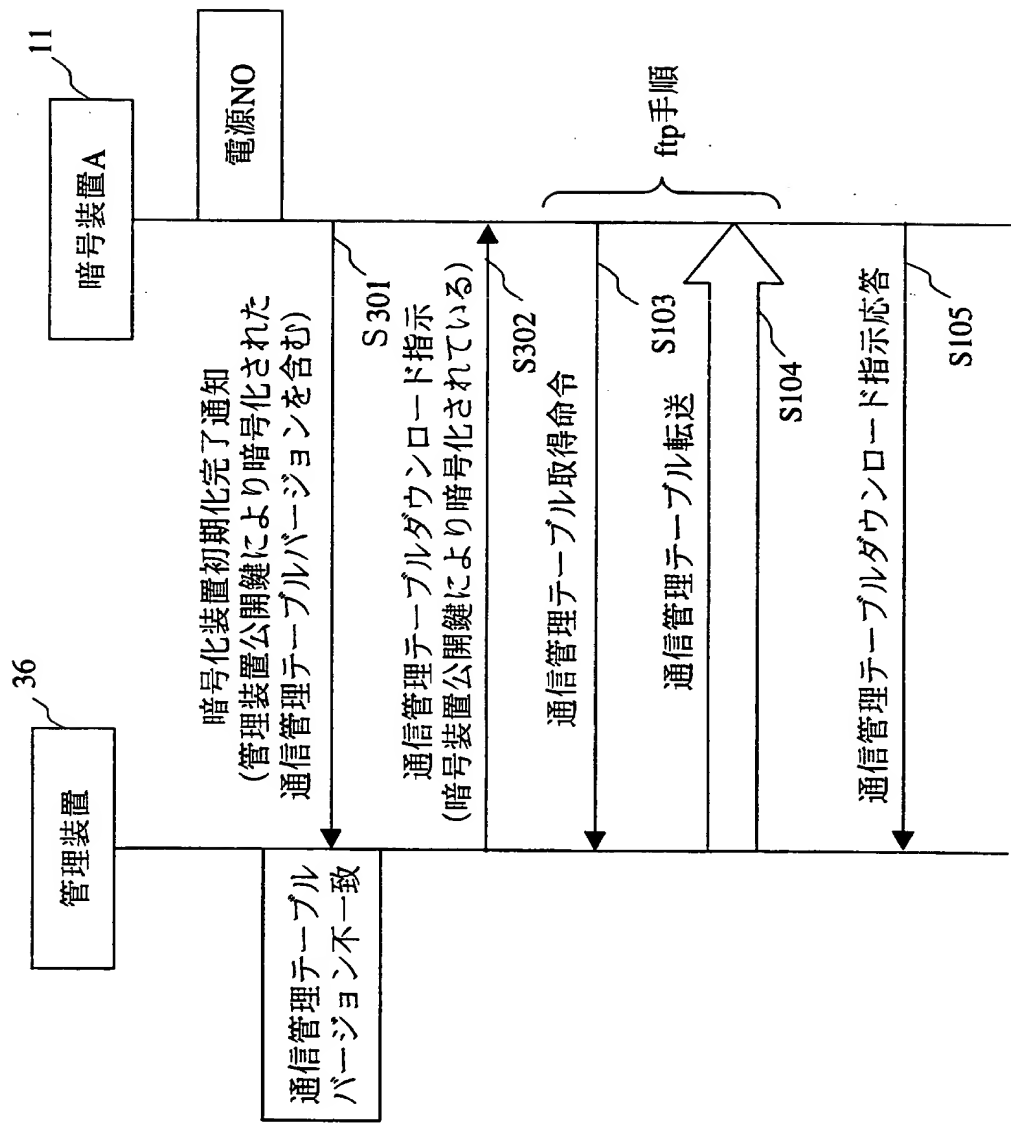 管理装置
36
暗号装置A
11
電源NO
暗号化装置初期化完了通知
(管理装置公開鍵により暗号化された
通信管理テーブルバージョンを含む)
S301
通信管理テーブル
バージョン不一致
通信管理テーブルダウンロード指示
(暗号装置公開鍵により暗号化されている)
S302
通信管理テーブル取得命令
S103
通信管理テーブル転送
S104
ftp手順
通信管理テーブルダウンロード指示応答
S105